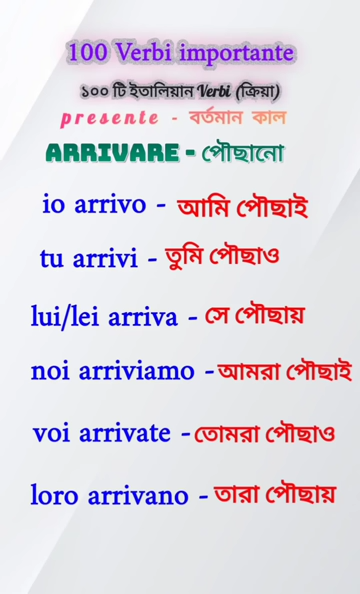 100 Verbi importante
১০০ টি ইতালিয়ান Verbi (ক্রিয়া)
presente - বর্তমান কাল
ARRIVARE - পৌছানো
io arrivo - আমি পৌছাই
tu arrivi - তুমি পৌছাও
lui/lei arriva - সে পৌছায়
noi arriviamo - আমরা পৌছাই
voi arrivate - তোমরা পৌছাও
loro arrivano - তারা পৌছায়